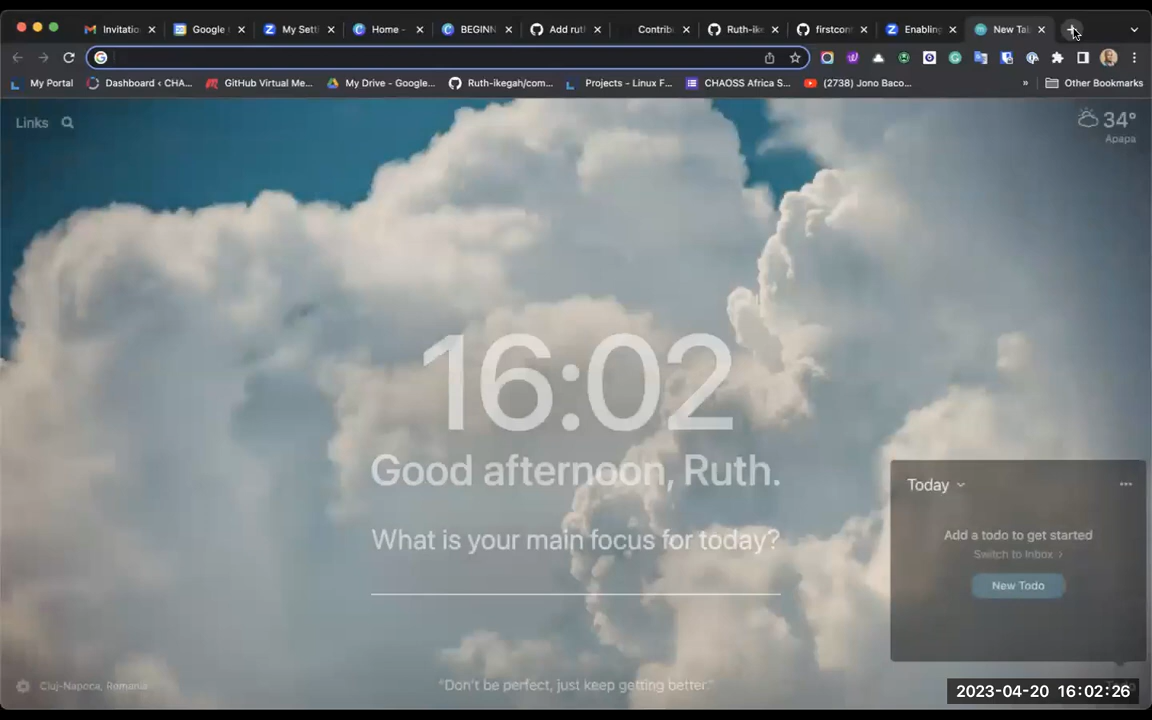 Invitatio
Google
My Setti
Home -
BEGINN
Add ruth
Contribu
Ruth-ike
firstcont
Enabling
New Tab
My Portal
Dashboard ‹ CHA...
GitHub Virtual Me...
My Drive - Google...
Ruth-ikegah/com...
Projects - Linux F...
CHAOSS Africa S...
(2738) Jono Baco...
»
Other Bookmarks
Links
34°
Apapa
16:02
Good afternoon, Ruth.
What is your main focus for today?
Today
Add a todo to get started
Switch to Inbox ›
New Todo
Cluj-Napoca, Romania
“Don't be perfect, just keep getting better.”
2023-04-20 16:02:26